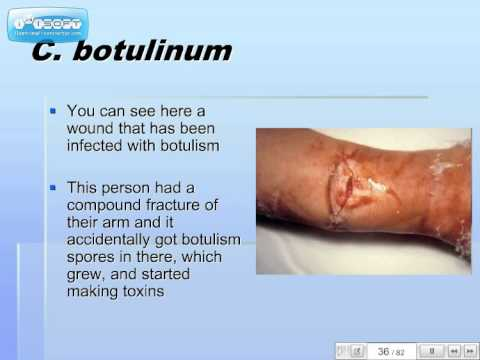 C. botulinum
You can see here a
wound that has been
infected with botulism
This person had a
compound fracture of
their arm and it
accidentally got botulism
spores in there, which
grew, and started
making toxins
36 / 82